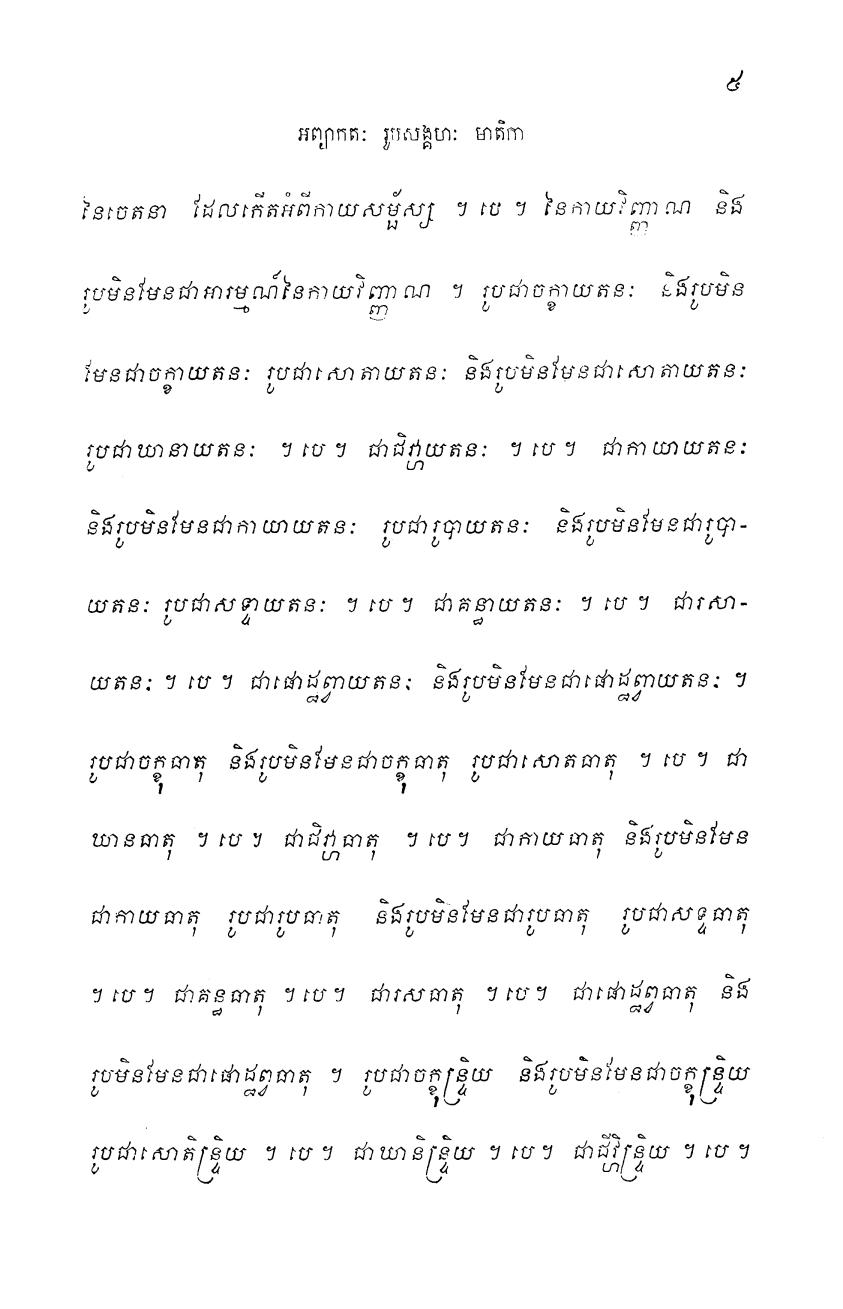 ៥
អព្យាកតៈ រូបសង្គហៈ មាតិកា
នៃចេតនា ដែលកើតអំពីកាយសម្ផ័ស្ស ។ បេ ។ នៃកាយវិញ្ញាណ និង
រូបមិនមែនជាអារម្មណ៍នៃកាយវិញ្ញាណ ។ រូបជាចក្ខាយតនៈ និងរូបមិន
មែនជាចក្ខាយតនៈ រូបជាសោតាយតនៈ និងរូបមិនមែនជាសោតាយតនៈ
រូបជាឃានាយតនៈ ។ បេ ។ ជាជិវ្ហាយតនៈ ។ បេ ។ ជាកាយាយតនៈ
និងរូបមិនមែនជាកាយាយតនៈ រូបជារូបាយតនៈ និងរូបមិនមែនជារូបា-
យតនៈ រូបជាសទ្ទាយតនៈ ។ បេ ។ ជាគន្ធាយតនៈ ។ បេ ។ ជារសា-
យតនៈ ។ បេ ។ ជាផោដ្ឋព្វាយតនៈ និងរូបមិនមែនជាផោដ្ឋព្វាយតនៈ ។
រូបជាចក្ខុធាតុ និងរូបមិនមែនជាចក្ខុធាតុ រូបជាសោតធាតុ ។ បេ ។ ជា
ឃានធាតុ ។ បេ ។ ជាជិវ្ហាធាតុ ។ បេ ។ ជាកាយធាតុ និងរូបមិនមែន
ជាកាយធាតុ រូបជារូបធាតុ និងរូបមិនមែនជារូបធាតុ រូបជាសទ្ទធាតុ
។ បេ ។ ជាគន្ធធាតុ ។ បេ ។ ជារសធាតុ ។ បេ ។ ជាផោដ្ឋព្វធាតុ និង
រូបមិនមែនជាផោដ្ឋព្វធាតុ ។ រូបជាចក្ខុន្ទ្រិយ និងរូបមិនមែនជាចក្ខុន្ទ្រិយ
រូបជាសោតិន្ទ្រិយ ។ បេ ។ ជាឃានិន្ទ្រិយ ។ បេ ។ ជាជីវ្ហិន្ទ្រិយ ។ បេ ។